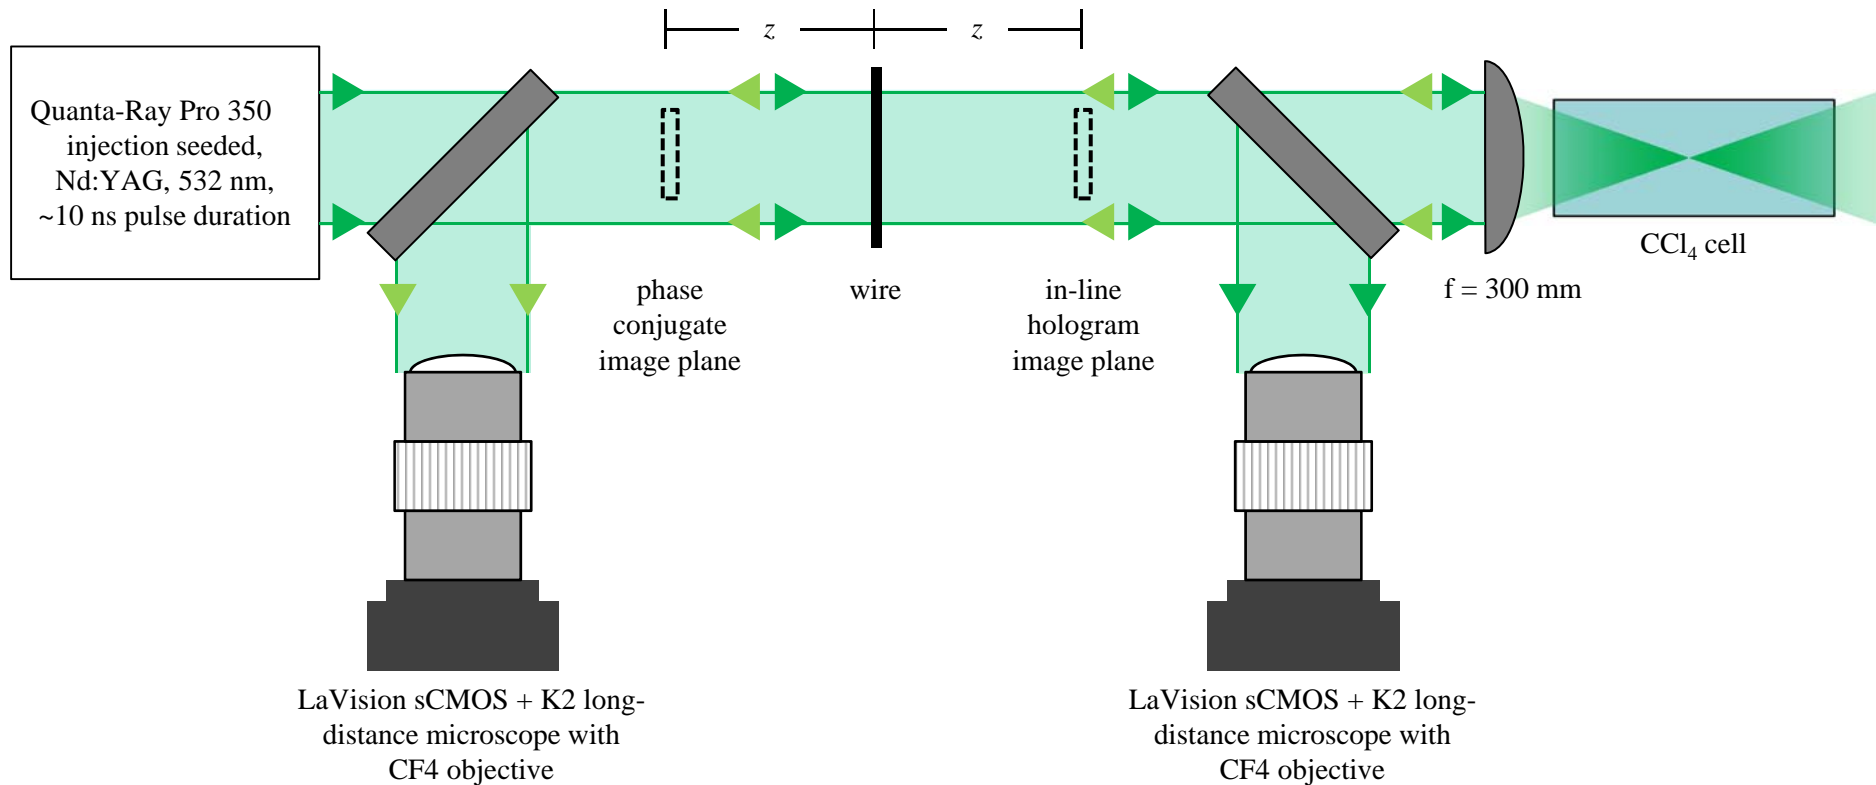 z
z
Quanta-Ray Pro 350
injection seeded,
Nd:YAG, 532 nm,
~10 ns pulse duration
phase
conjugate
image plane
wire
in-line
hologram
image plane
f = 300 mm
CCl₄ cell
LaVision sCMOS + K2 long-
distance microscope with
CF4 objective
LaVision sCMOS + K2 long-
distance microscope with
CF4 objective